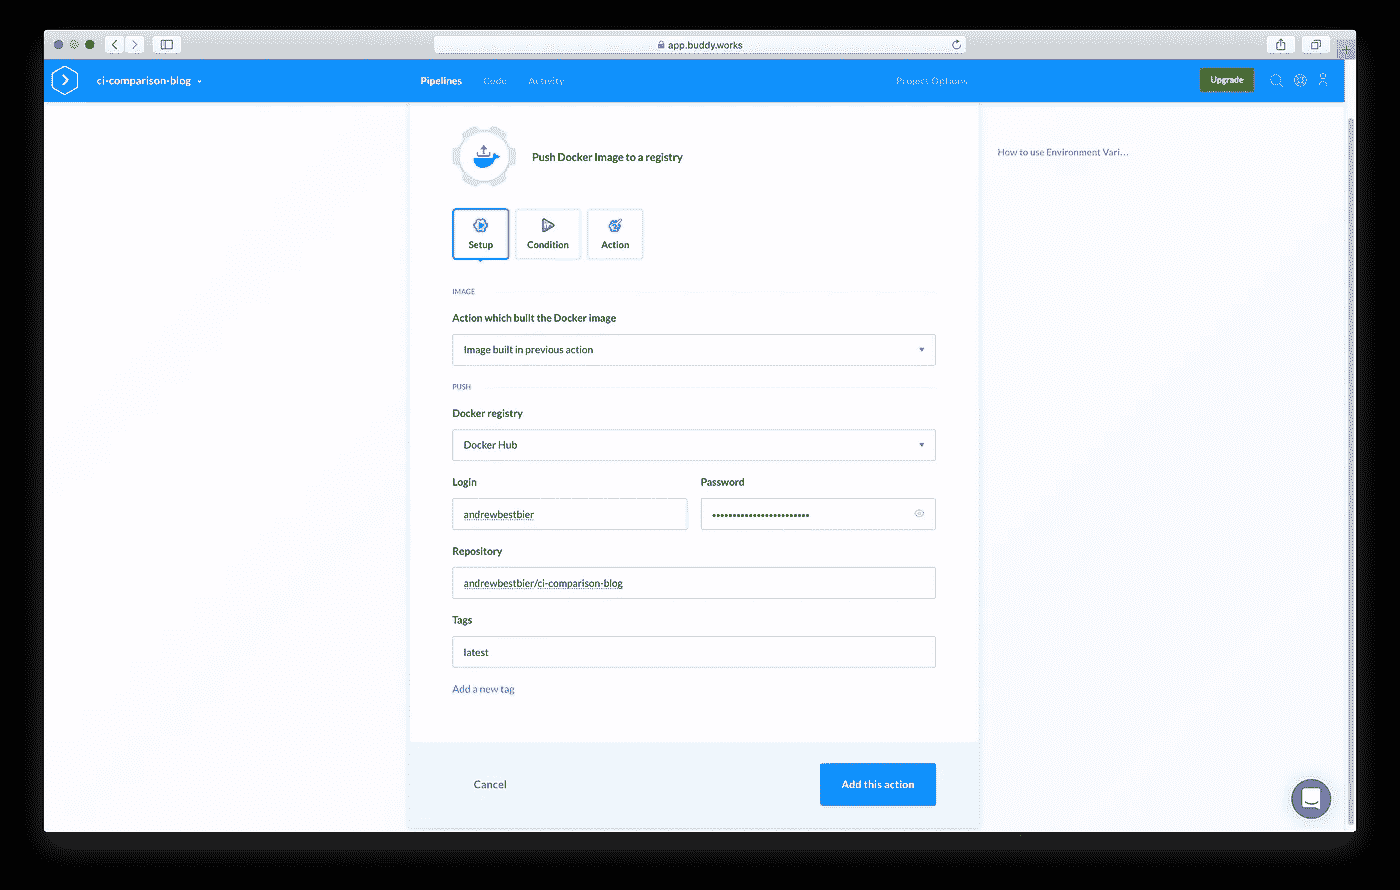 app.buddy.works
ci-comparison-blog
Pipelines Code Activity Project Options Upgrade
Push Docker Image to a registry
How to use Environment Vari...
Setup Condition Action
IMAGE
Action which built the Docker image
Image built in previous action
PUSH
Docker registry
Docker Hub
Login Password
andrewbestbier ••••••••••••••••••••••••
Repository
andrewbestbier/ci-comparison-blog
Tags
latest
Add a new tag
Cancel Add this action